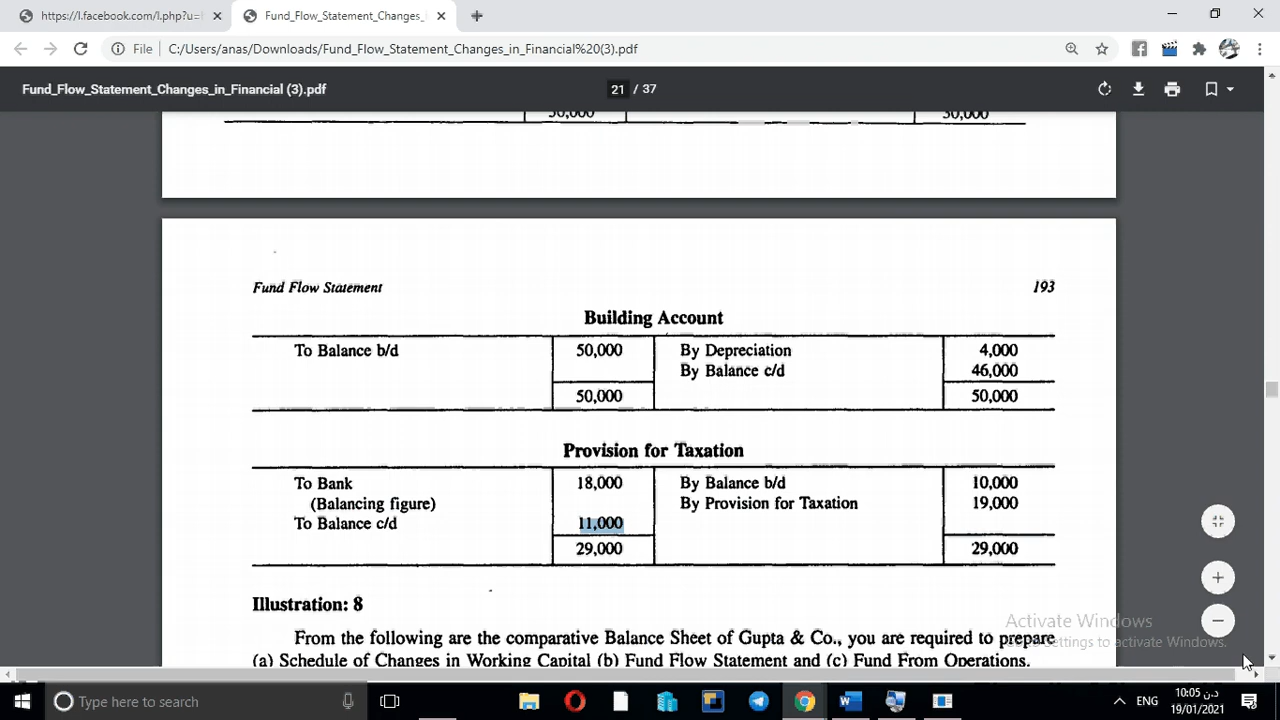 https://l.facebook.com/l.php?u=
Fund_Flow_Statement_Changes_
File
C:/Users/anas/Downloads/Fund_Flow_Statement_Changes_in_Financial%20(3).pdf
Fund_Flow_Statement_Changes_in_Financial (3).pdf
21 / 37
50,000 30,000
Fund Flow Statement 193
Building Account
To Balance b/d 50,000 By Depreciation 4,000
By Balance c/d 46,000
50,000 50,000
Provision for Taxation
To Bank 18,000 By Balance b/d 10,000
(Balancing figure) By Provision for Taxation 19,000
To Balance c/d 11,000
29,000 29,000
Illustration: 8
From the following are the comparative Balance Sheet of Gupta & Co., you are required to prepare
(a) Schedule of Changes in Working Capital (b) Fund Flow Statement and (c) Fund From Operations.
Activate Windows
Go to Settings to activate Windows.
Type here to search
ENG
10:05 د.ن
19/01/2021